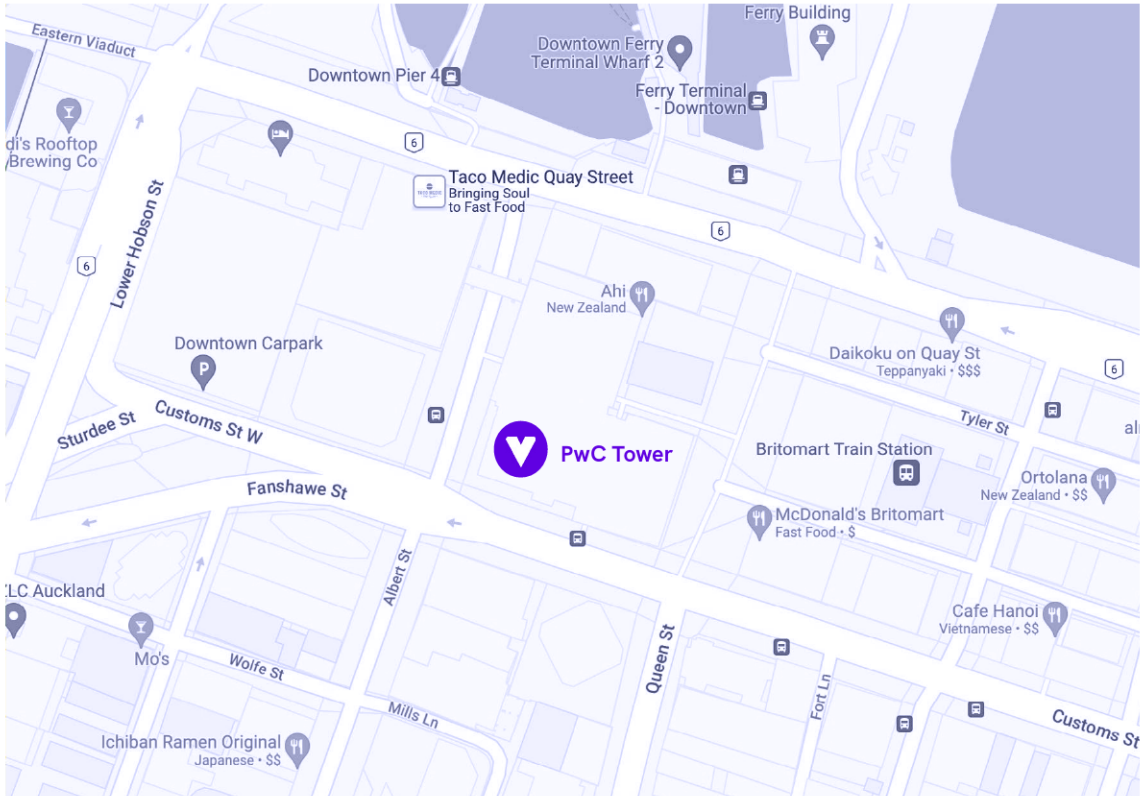 Ferry Building
Eastern Viaduct
Downtown Ferry
Terminal Wharf 2
Downtown Pier 4
Ferry Terminal
- Downtown
di's Rooftop
Brewing Co
6
Taco Medic Quay Street
Bringing Soul
to Fast Food
Lower Hobson St
6
6
Ahi
New Zealand
Downtown Carpark
P
Daikoku on Quay St
Teppanyaki • $$$
6
Sturdee St
Customs St W
Tyler St
al
PwC Tower
Britomart Train Station
Ortolana
New Zealand • $$
Fanshawe St
McDonald's Britomart
Fast Food • $
Albert St
LC Auckland
Cafe Hanoi
Vietnamese • $$
Mo's
Wolfe St
Queen St
Fort Ln
Mills Ln
Customs St
Ichiban Ramen Original
Japanese • $$